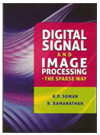 DIGITAL
SIGNAL
AND
IMAGE
PROCESSING
- THE SPARSE WAY
K.P. SOMAN
R. RAMANATHAN